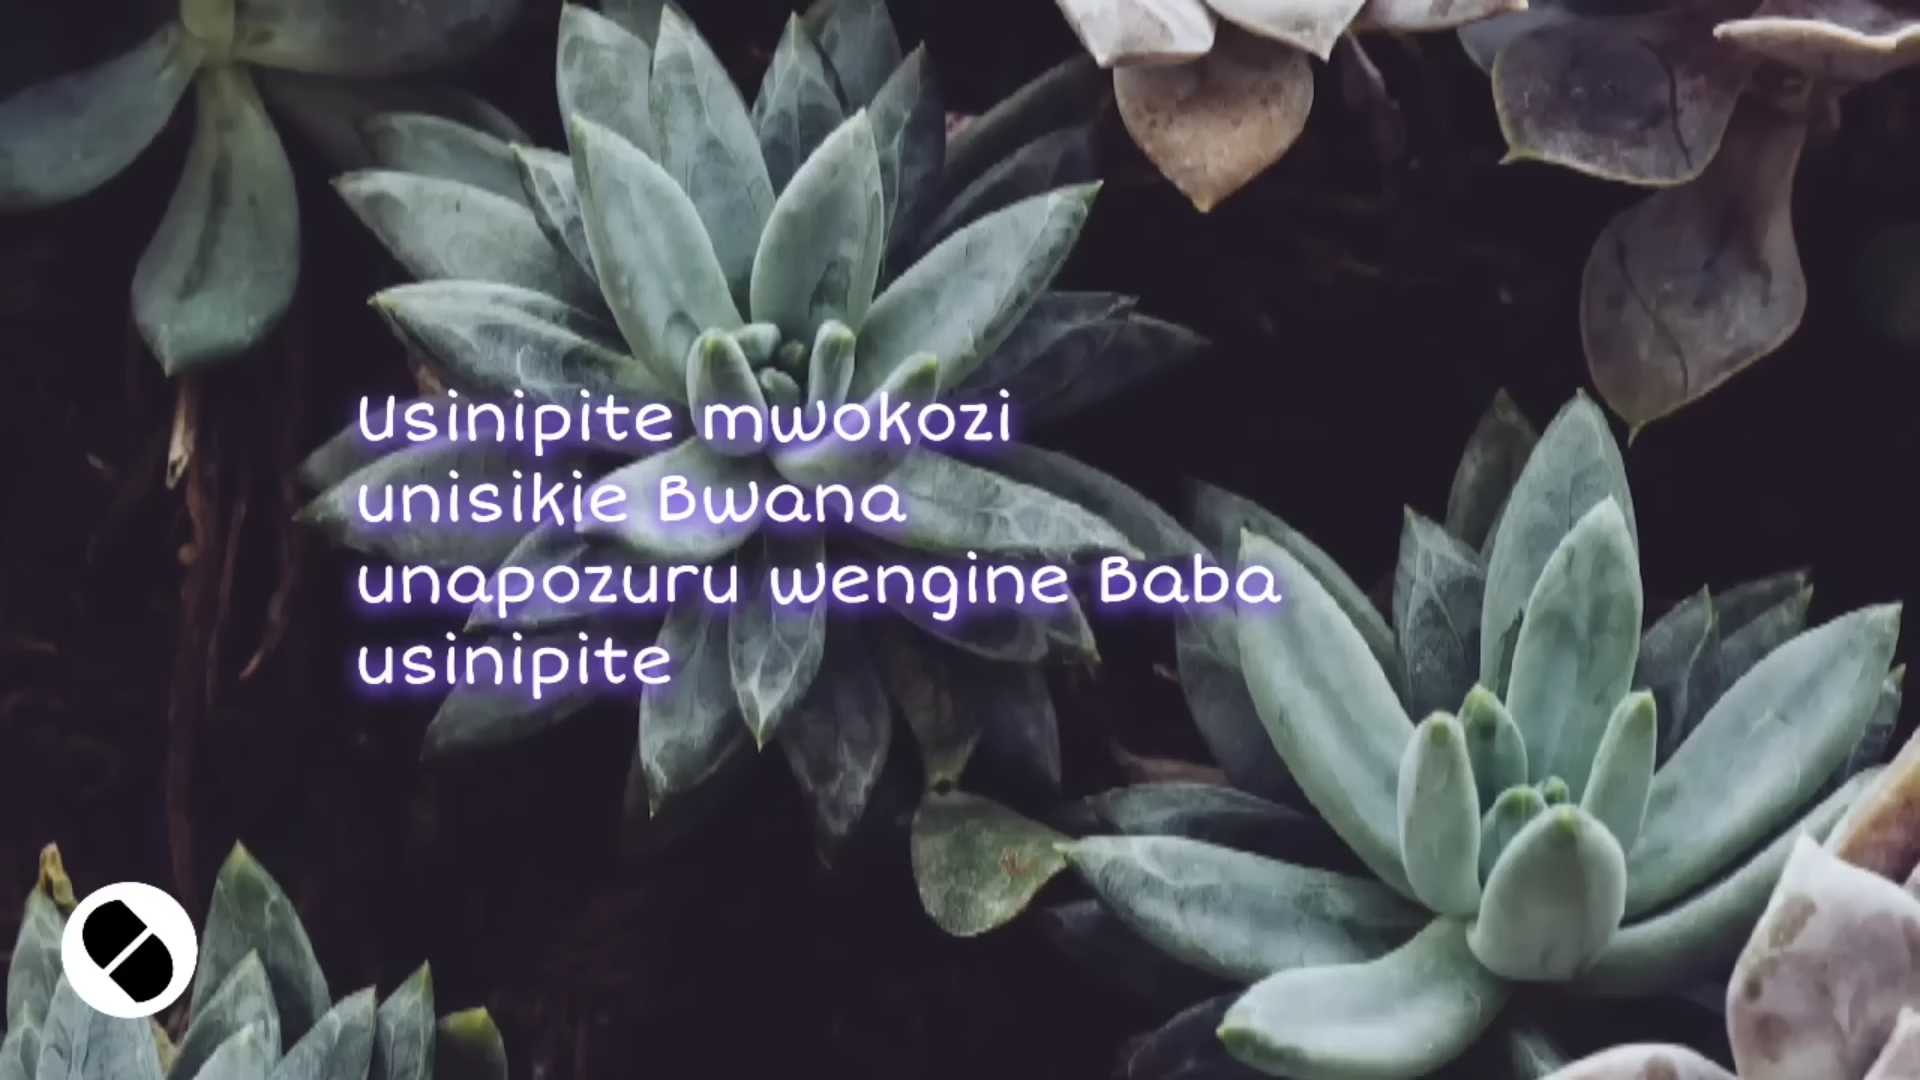 Usinipite mwokozi
unisikie Bwana
unapozuru wengine Baba
usinipite